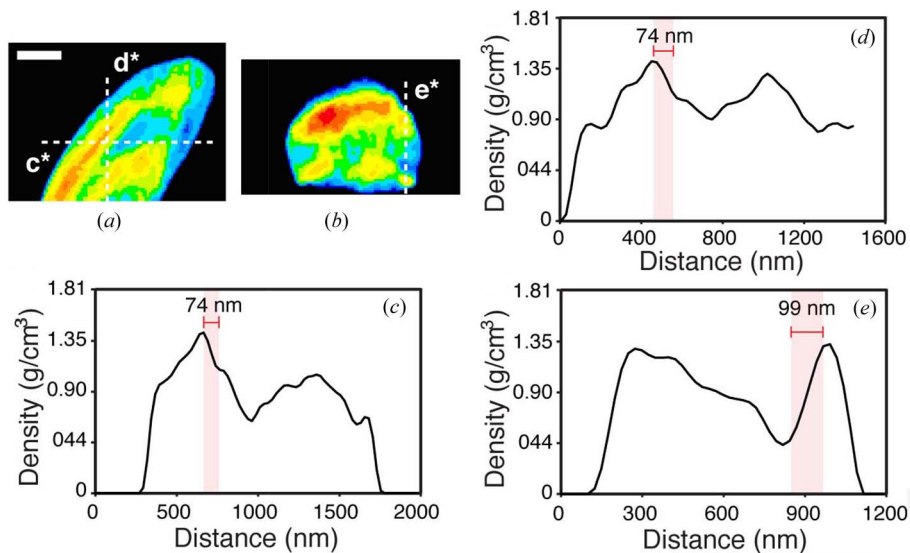 d*
c*
(a)
e*
(b)
Density (g/cm³)
1.81
1.35
0.90
044
0
74 nm
(d)
0
400
800
1200
1600
Distance (nm)
Density (g/cm³)
1.81
1.35
0.90
044
0
74 nm
(c)
0
500
1000
1500
2000
Distance (nm)
Density (g/cm³)
1.81
1.35
0.90
044
0
99 nm
(e)
0
300
600
900
1200
Distance (nm)